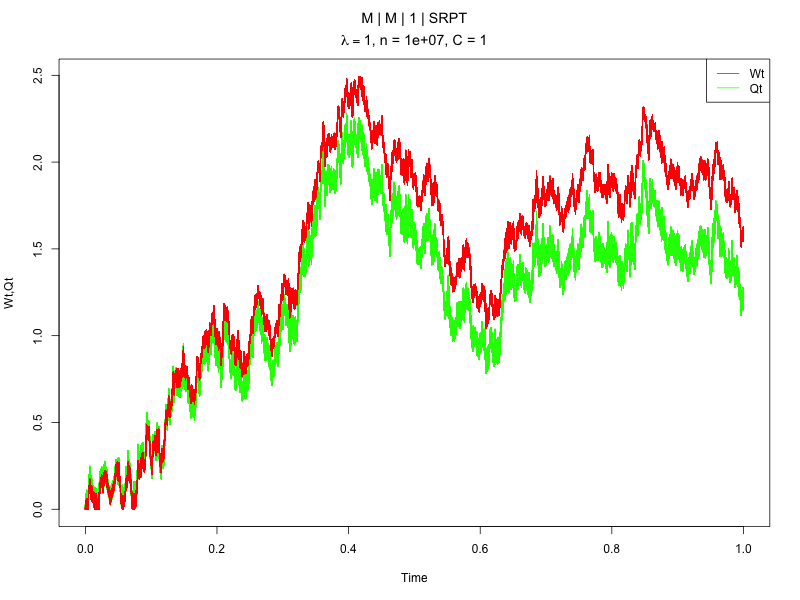 M | M | 1 | SRPT
λ = 1, n = 1e+07, C = 1
Wt
Qt
Wt,Qt
2.5
2.0
1.5
1.0
0.5
0.0
0.0 0.2 0.4 0.6 0.8 1.0
Time